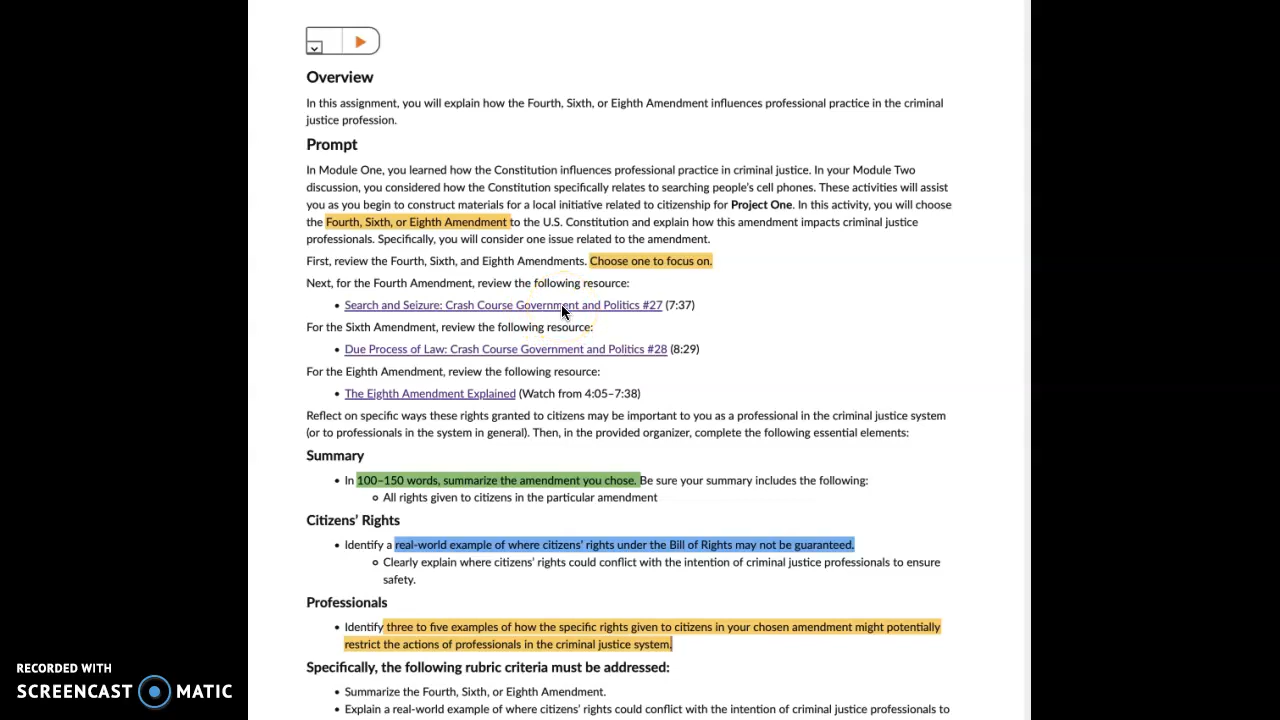 Overview
In this assignment, you will explain how the Fourth, Sixth, or Eighth Amendment influences professional practice in the criminal
justice profession.
Prompt
In Module One, you learned how the Constitution influences professional practice in criminal justice. In your Module Two
discussion, you considered how the Constitution specifically relates to searching people's cell phones. These activities will assist
you as you begin to construct materials for a local initiative related to citizenship for Project One. In this activity, you will choose
the Fourth, Sixth, or Eighth Amendment to the U.S. Constitution and explain how this amendment impacts criminal justice
professionals. Specifically, you will consider one issue related to the amendment.
First, review the Fourth, Sixth, and Eighth Amendments. Choose one to focus on.
Next, for the Fourth Amendment, review the following resource:
• Search and Seizure: Crash Course Government and Politics #27 (7:37)
For the Sixth Amendment, review the following resource:
• Due Process of Law: Crash Course Government and Politics #28 (8:29)
For the Eighth Amendment, review the following resource:
• The Eighth Amendment Explained (Watch from 4:05–7:38)
Reflect on specific ways these rights granted to citizens may be important to you as a professional in the criminal justice system
(or to professionals in the system in general). Then, in the provided organizer, complete the following essential elements:
Summary
• In 100–150 words, summarize the amendment you chose. Be sure your summary includes the following:
○ All rights given to citizens in the particular amendment
Citizens' Rights
• Identify a real-world example of where citizens' rights under the Bill of Rights may not be guaranteed.
○ Clearly explain where citizens' rights could conflict with the intention of criminal justice professionals to ensure
safety.
Professionals
• Identify three to five examples of how the specific rights given to citizens in your chosen amendment might potentially
restrict the actions of professionals in the criminal justice system.
Specifically, the following rubric criteria must be addressed:
• Summarize the Fourth, Sixth, or Eighth Amendment.
• Explain a real-world example of where citizens' rights could conflict with the intention of criminal justice professionals to
RECORDED WITH
SCREENCAST MATIC